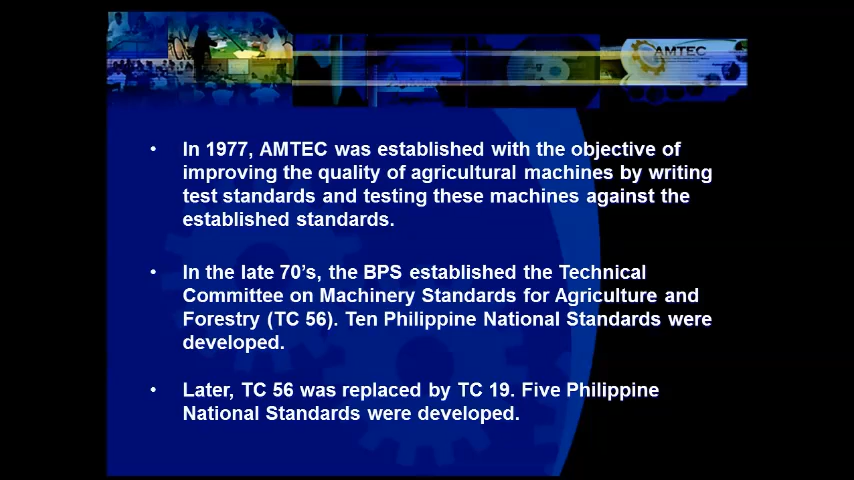 AMTEC
• In 1977, AMTEC was established with the objective of
improving the quality of agricultural machines by writing
test standards and testing these machines against the
established standards.
• In the late 70’s, the BPS established the Technical
Committee on Machinery Standards for Agriculture and
Forestry (TC 56). Ten Philippine National Standards were
developed.
• Later, TC 56 was replaced by TC 19. Five Philippine
National Standards were developed.